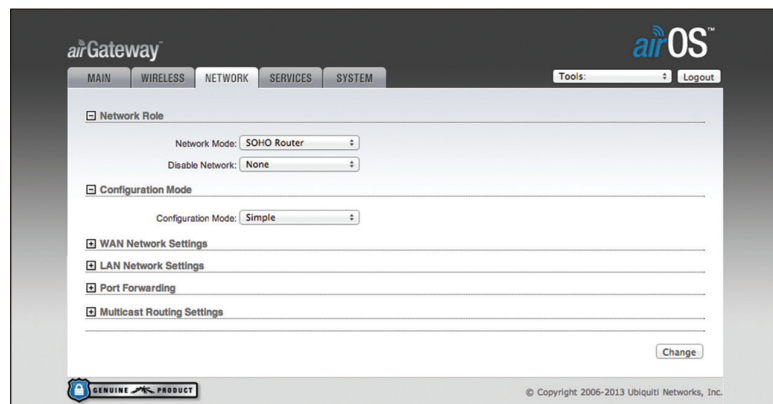 airGateway™
airOS™
MAIN WIRELESS NETWORK SERVICES SYSTEM Tools: Logout
Network Role
Network Mode: SOHO Router
Disable Network: None
Configuration Mode
Configuration Mode: Simple
WAN Network Settings
LAN Network Settings
Port Forwarding
Multicast Routing Settings
Change
GENUINE PRODUCT © Copyright 2006-2013 Ubiquiti Networks, Inc.